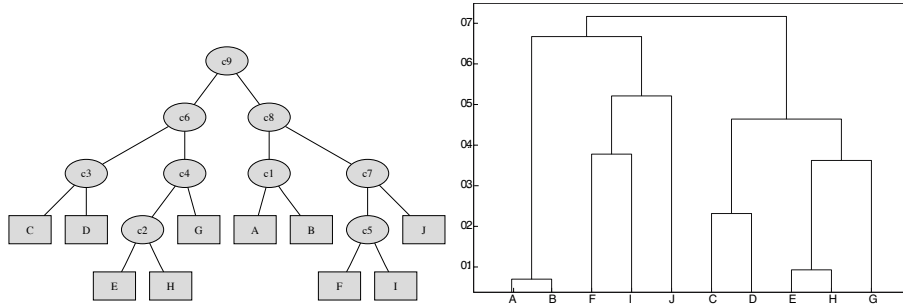 c9
c6 c8
c3 c4 c1 c7
C D c2 G A B c5 J
E H F I
07
06
05
04
03
02
01
A B F I J C D E H G